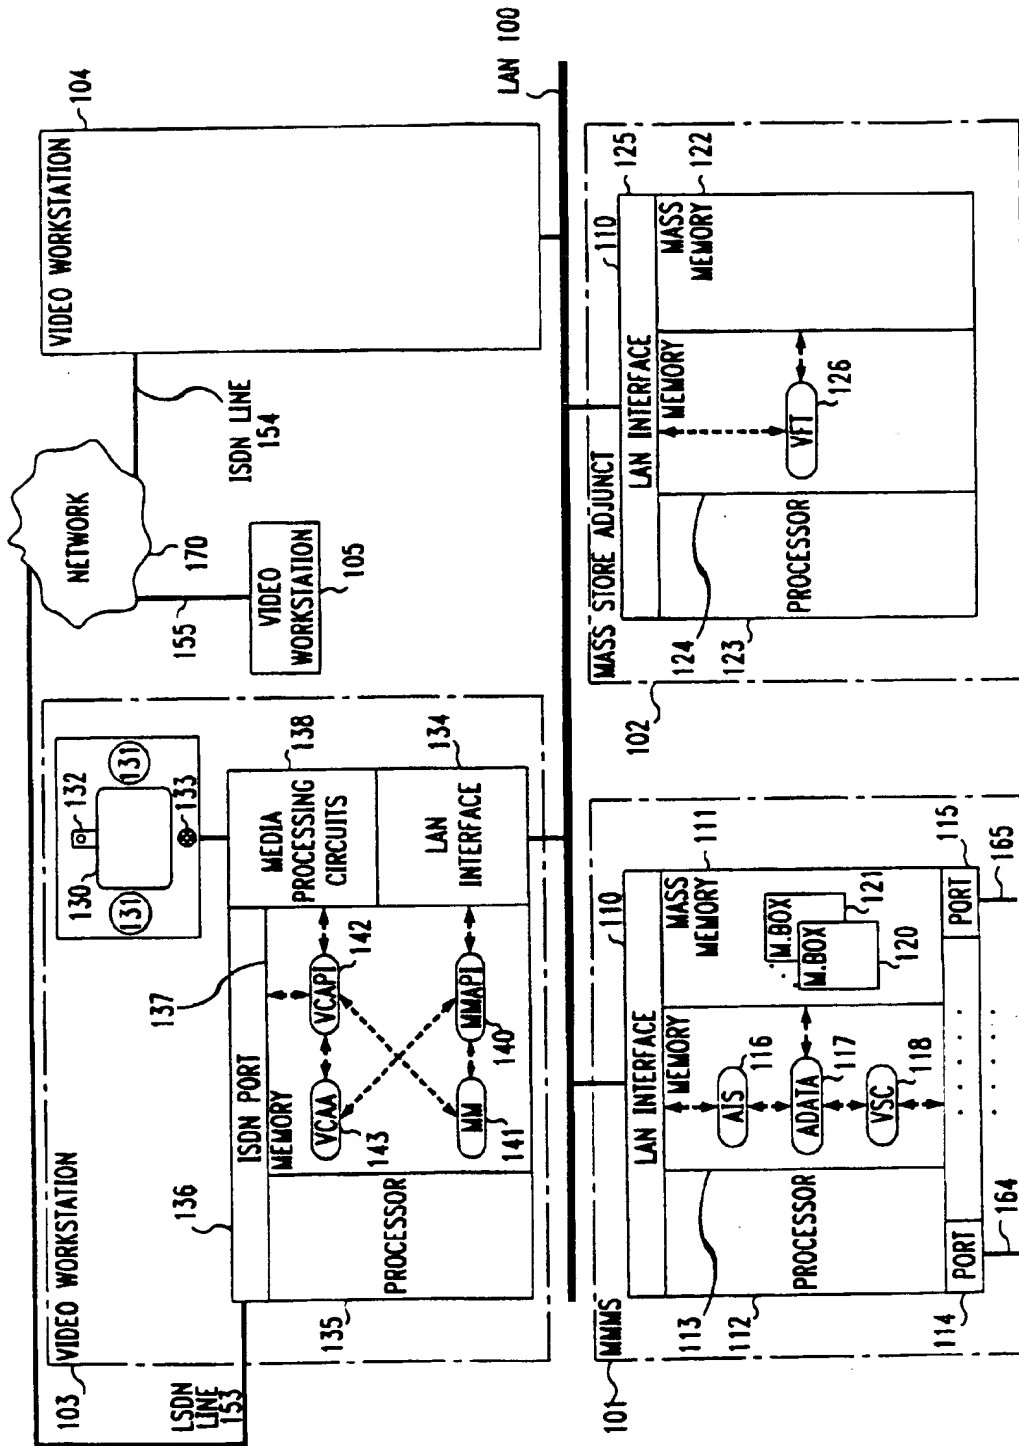 LSDN
LINE
153
103
VIDEO WORKSTATION
136
130
132
131
131
133
ISDN PORT
137
MEMORY
PROCESSOR
135
VCAA
143
VCAPI
142
MM
141
MMAPI
140
MEDIA
PROCESSING
CIRCUITS
138
LAN
INTERFACE
134
NETWORK
170
155
VIDEO
WORKSTATION
105
ISDN LINE
154
VIDEO WORKSTATION
104
LAN 100
101
MMMS
110
LAN INTERFACE
113
112
PROCESSOR
MEMORY
AIS
116
ADATA
117
VSC
118
MASS
MEMORY
111
M.BOX
121
M.BOX
120
PORT
114
164
PORT
115
165
102
MASS STORE ADJUNCT
110
LAN INTERFACE
125
124
123
PROCESSOR
MEMORY
VFT
126
MASS
MEMORY
122